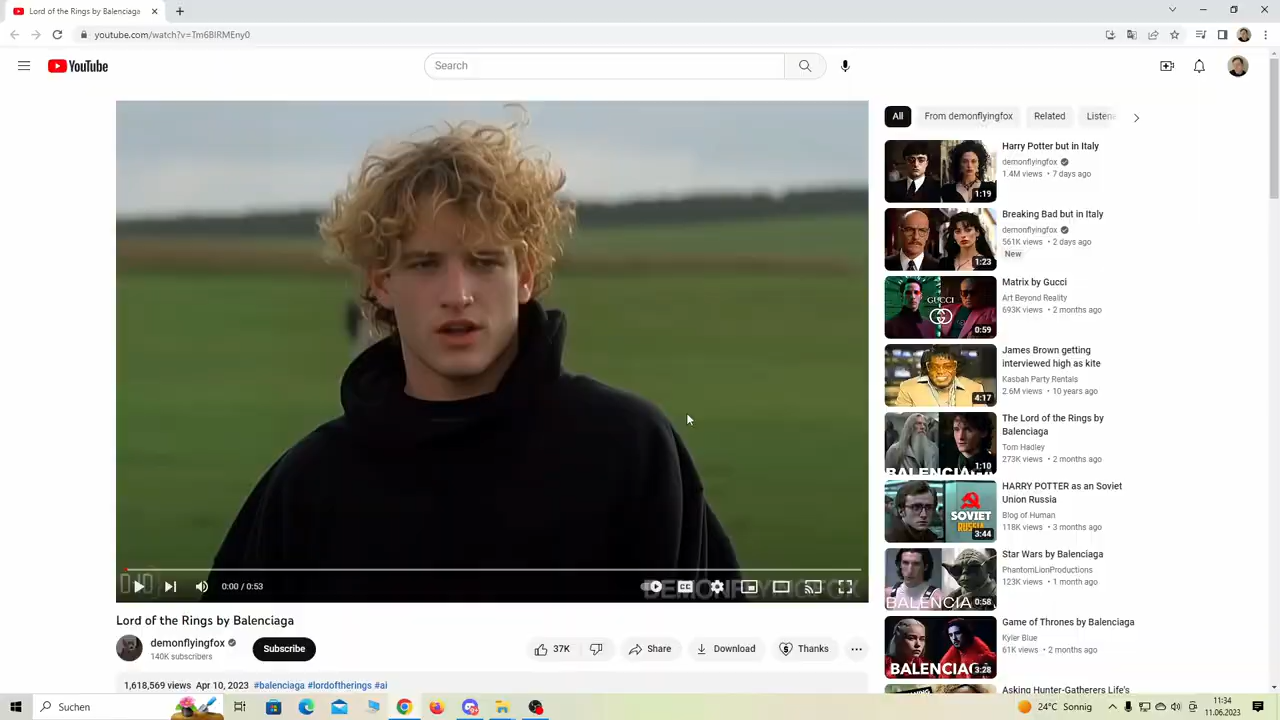 Lord of the Rings by Balenciaga
youtube.com/watch?v=Tm6BlRMEny0
YouTube
Search
All
From demonflyingfox
Related
Harry Potter but in Italy
demonflyingfox
1.4M views • 7 days ago
1:19
Breaking Bad but in Italy
demonflyingfox
561K views • 2 days ago
New
1:23
GUCCI
Matrix by Gucci
Art Beyond Reality
693K views • 2 months ago
0:59
James Brown getting
interviewed high as kite
Kasbah Party Rentals
2.6M views • 10 years ago
4:17
BALENCIAGA
The Lord of the Rings by
Balenciaga
Tom Hadley
273K views • 2 months ago
1:10
SOVIET
RUSSIA
HARRY POTTER as an Soviet
Union Russia
Blog of Human
118K views • 3 months ago
3:44
BALENCIA
Star Wars by Balenciaga
PhantomLionProductions
123K views • 1 month ago
0:58
BALENCIAG
Game of Thrones by Balenciaga
Kyler Blue
61K views • 2 months ago
3:28
Asking Hunter-Gatherers Life's
0:00 / 0:53
CC
Lord of the Rings by Balenciaga
demonflyingfox
140K subscribers
Subscribe
37K
Share
Download
Thanks
1,618,569 views
2023 #balenciaga #lordoftherings #ai
Suchen
24°C Sonnig
11:34
11.06.2023